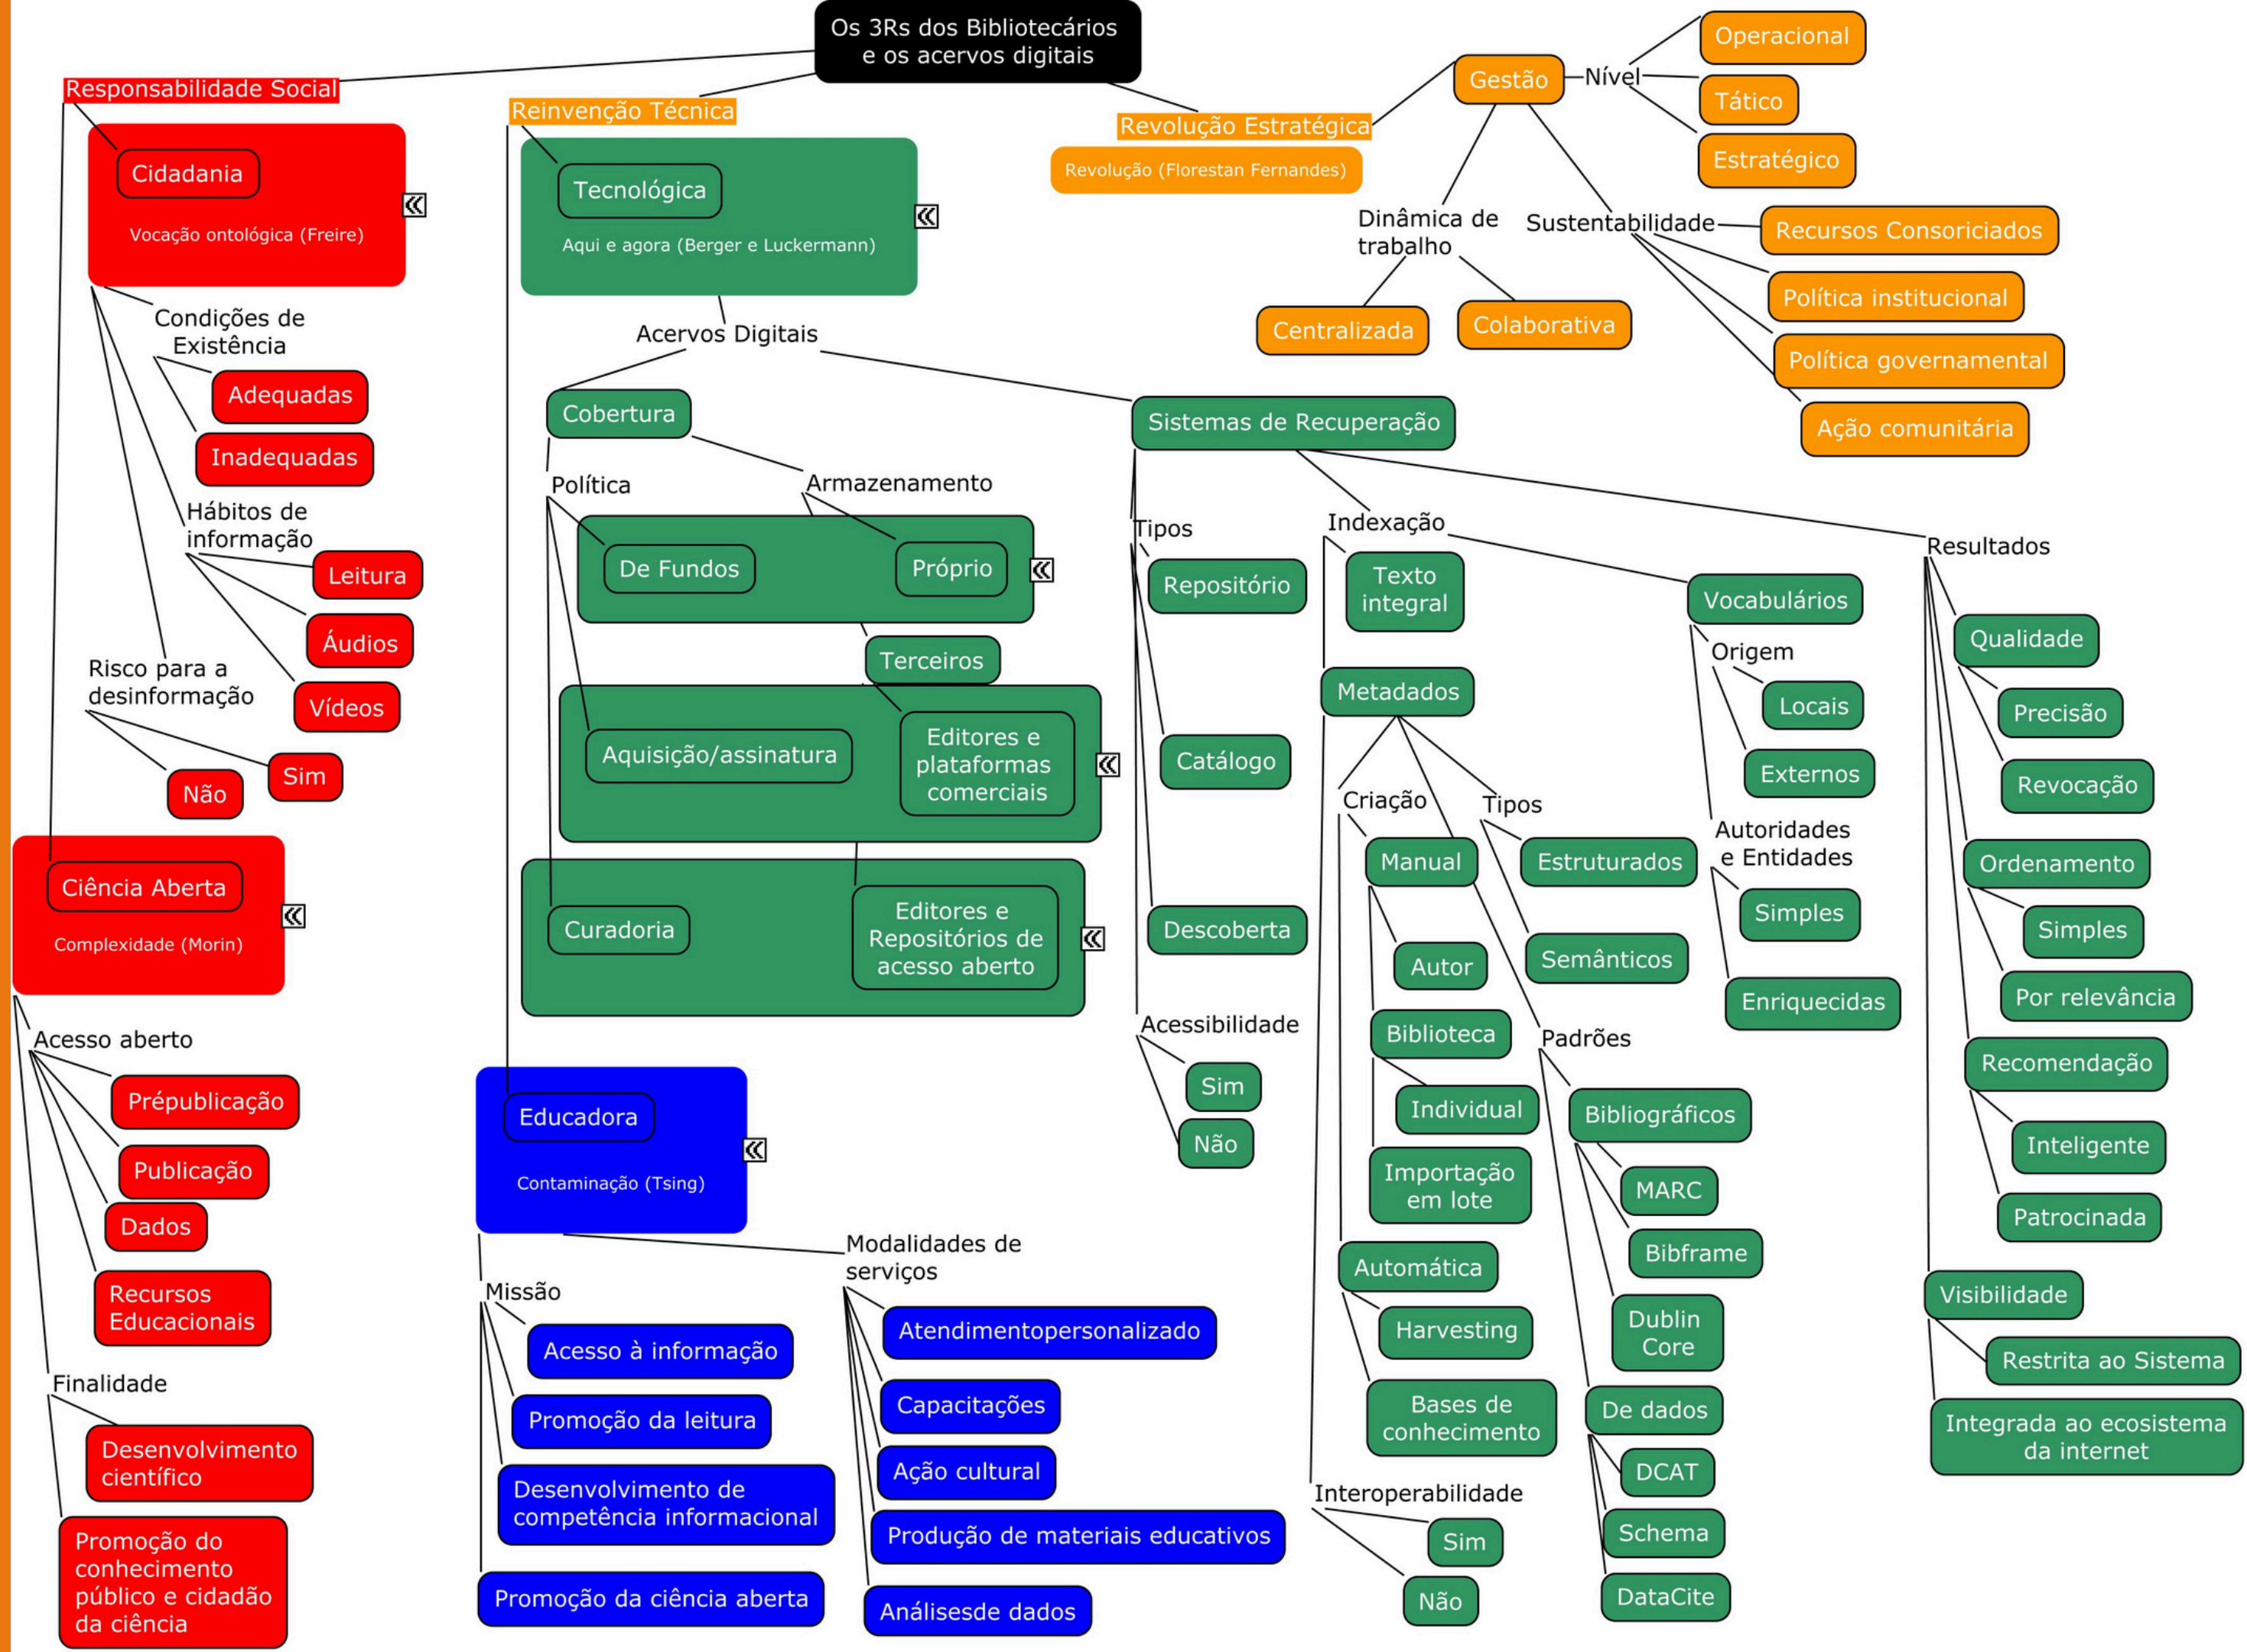 Os 3Rs dos Bibliotecários
e os acervos digitais
Responsabilidade Social
Cidadania
Vocação ontológica (Freire)
Condições de
Existência
Adequadas
Inadequadas
Hábitos de
informação
Leitura
Áudios
Vídeos
Risco para a
desinformação
Sim
Não
Ciência Aberta
Complexidade (Morin)
Acesso aberto
Prépublicação
Publicação
Dados
Recursos
Educacionais
Finalidade
Desenvolvimento
científico
Promoção do
conhecimento
público e cidadão
da ciência
Reinvenção Técnica
Tecnológica
Aqui e agora (Berger e Luckermann)
Acervos Digitais
Cobertura
Política
Armazenamento
De Fundos
Próprio
Terceiros
Aquisição/assinatura
Editores e
plataformas
comerciais
Curadoria
Editores e
Repositórios de
acesso aberto
Sistemas de Recuperação
Tipos
Repositório
Catálogo
Descoberta
Acessibilidade
Sim
Não
Indexação
Texto
integral
Metadados
Criação
Manual
Autor
Biblioteca
Individual
Importação
em lote
Automática
Harvesting
Bases de
conhecimento
Tipos
Estruturados
Semânticos
Padrões
Bibliográficos
MARC
Bibframe
Dublin
Core
De dados
DCAT
Schema
DataCite
Interoperabilidade
Sim
Não
Vocabulários
Origem
Locais
Externos
Autoridades
e Entidades
Simples
Enriquecidas
Resultados
Qualidade
Precisão
Revocação
Ordenamento
Simples
Por relevância
Recomendação
Inteligente
Patrocinada
Visibilidade
Restrita ao Sistema
Integrada ao ecosistema
da internet
Educadora
Contaminação (Tsing)
Missão
Acesso à informação
Promoção da leitura
Desenvolvimento de
competência informacional
Promoção da ciência aberta
Modalidades de
serviços
Atendimentopersonalizado
Capacitações
Ação cultural
Produção de materiais educativos
Análisesde dados
Revolução Estratégica
Revolução (Florestan Fernandes)
Gestão
Nível
Operacional
Tático
Estratégico
Dinâmica de
trabalho
Centralizada
Colaborativa
Sustentabilidade
Recursos Consoriciados
Política institucional
Política governamental
Ação comunitária